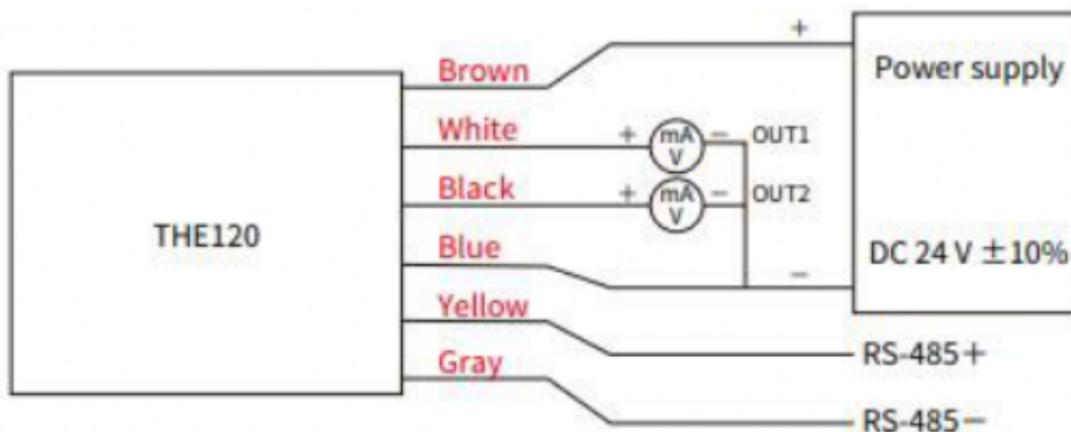 +
Brown
Power supply
White
+ mA V − OUT1
Black
+ mA V − OUT2
THE120
Blue
DC 24 V ±10%
−
Yellow
RS-485+
Gray
RS-485−